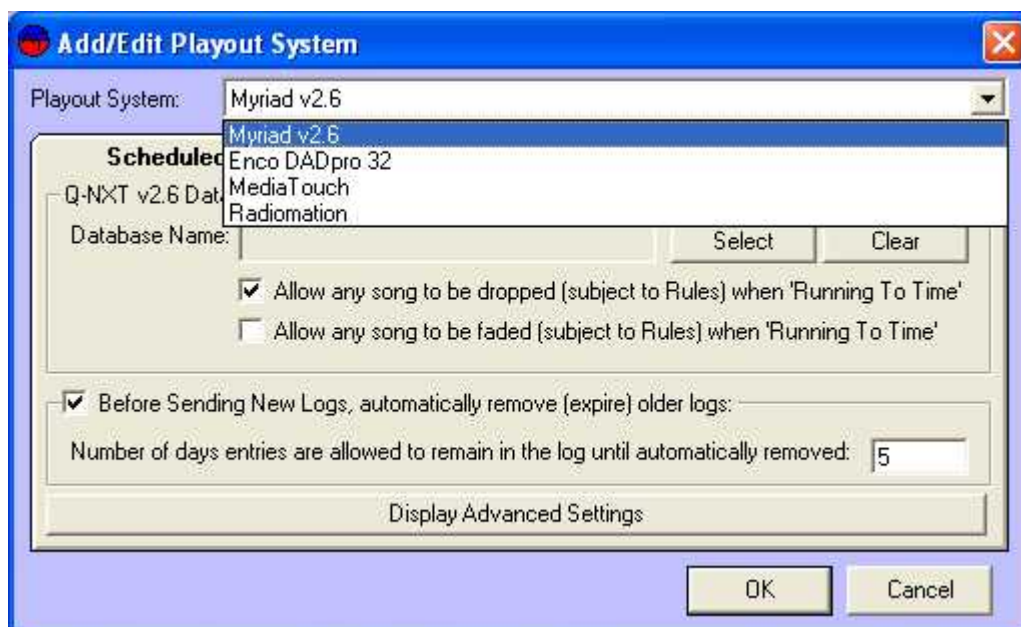 Add/Edit Playout System
Playout System: Myriad v2.6
Myriad v2.6
Enco DADpro 32
MediaTouch
Radiomation
Scheduled
Q-NXT v2.6
Database Name: Select Clear
Allow any song to be dropped (subject to Rules) when 'Running To Time'
Allow any song to be faded (subject to Rules) when 'Running To Time'
Before Sending New Logs, automatically remove (expire) older logs:
Number of days entries are allowed to remain in the log until automatically removed: 5
Display Advanced Settings
OK Cancel